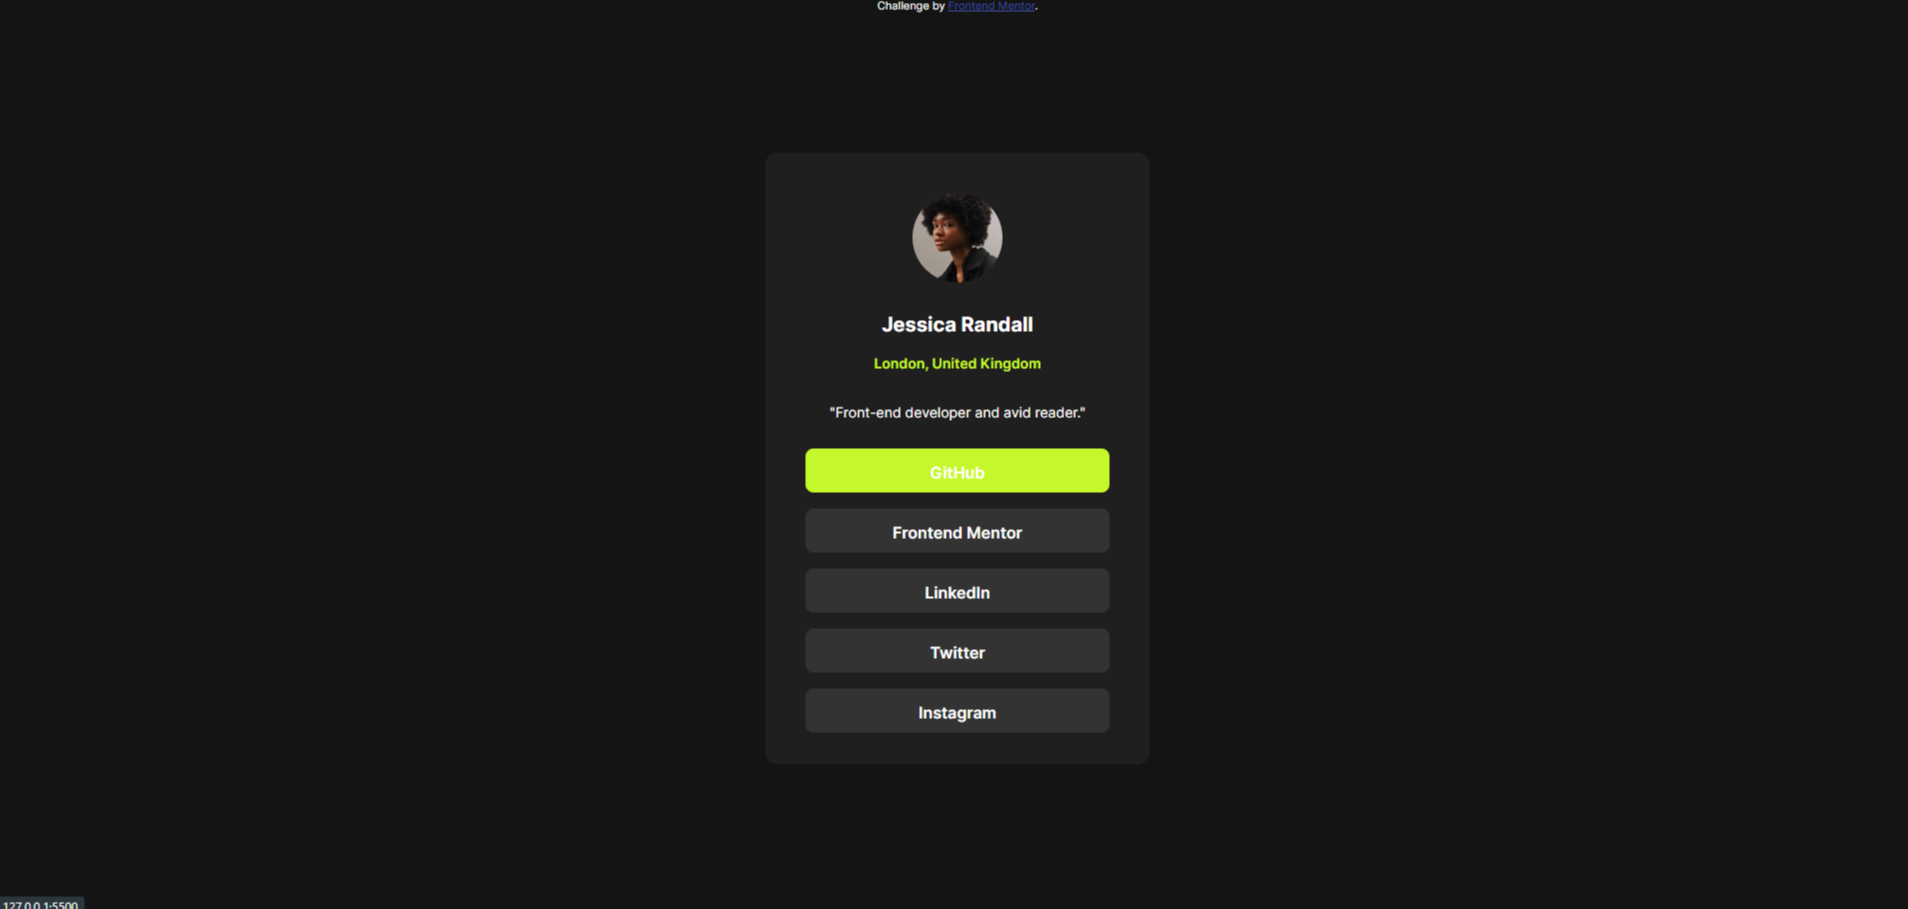 Challenge by Frontend Mentor.
Jessica Randall
London, United Kingdom
"Front-end developer and avid reader."
GitHub
Frontend Mentor
LinkedIn
Twitter
Instagram
127.0.0.1:5500